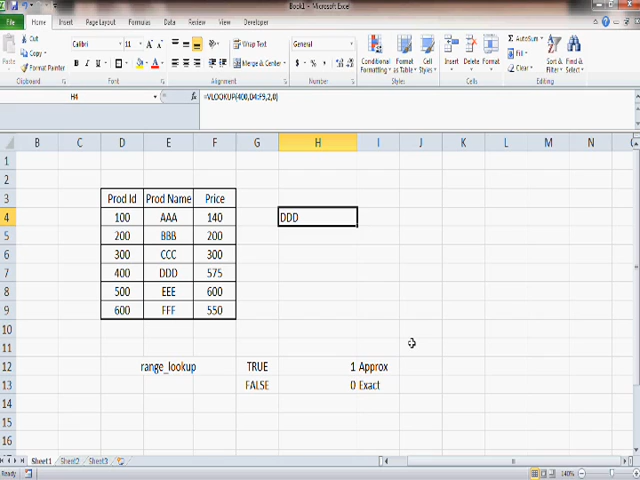 Book1 - Microsoft Excel
File Home Insert Page Layout Formulas Data Review View Developer
Cut
Copy
Format Painter
Paste
Clipboard
Calibri 11
B I U
Font
Wrap Text
Merge & Center
Alignment
General
$ % ,
Number
Conditional Formatting
Format as Table
Cell Styles
Styles
Insert Delete Format
Cells
AutoSum
Fill
Clear
Sort & Filter
Find & Select
Editing
H4 fx =VLOOKUP(400,D4:F9,2,0)
B C D E F G H I J K L M N
1
2
3 Prod Id Prod Name Price
4 100 AAA 140 DDD
5 200 BBB 200
6 300 CCC 300
7 400 DDD 575
8 500 EEE 600
9 600 FFF 550
10
11
12 range_lookup TRUE 1 Approx
13 FALSE 0 Exact
14
15
16
Sheet1 Sheet2 Sheet3
Ready 140%